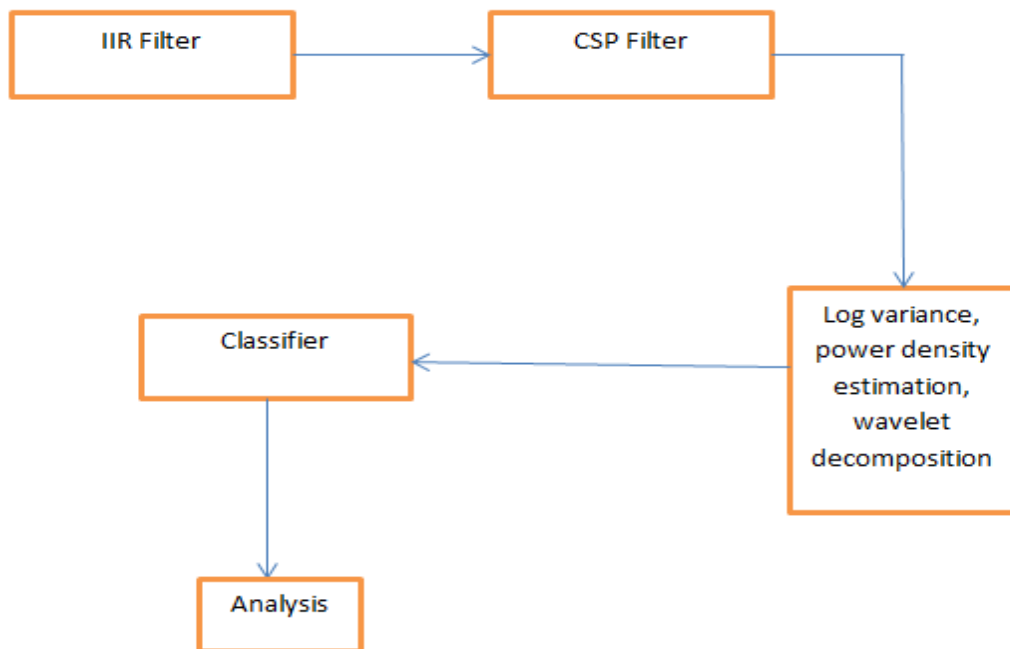 IIR Filter
CSP Filter
Log variance,
power density
estimation,
wavelet
decomposition
Classifier
Analysis